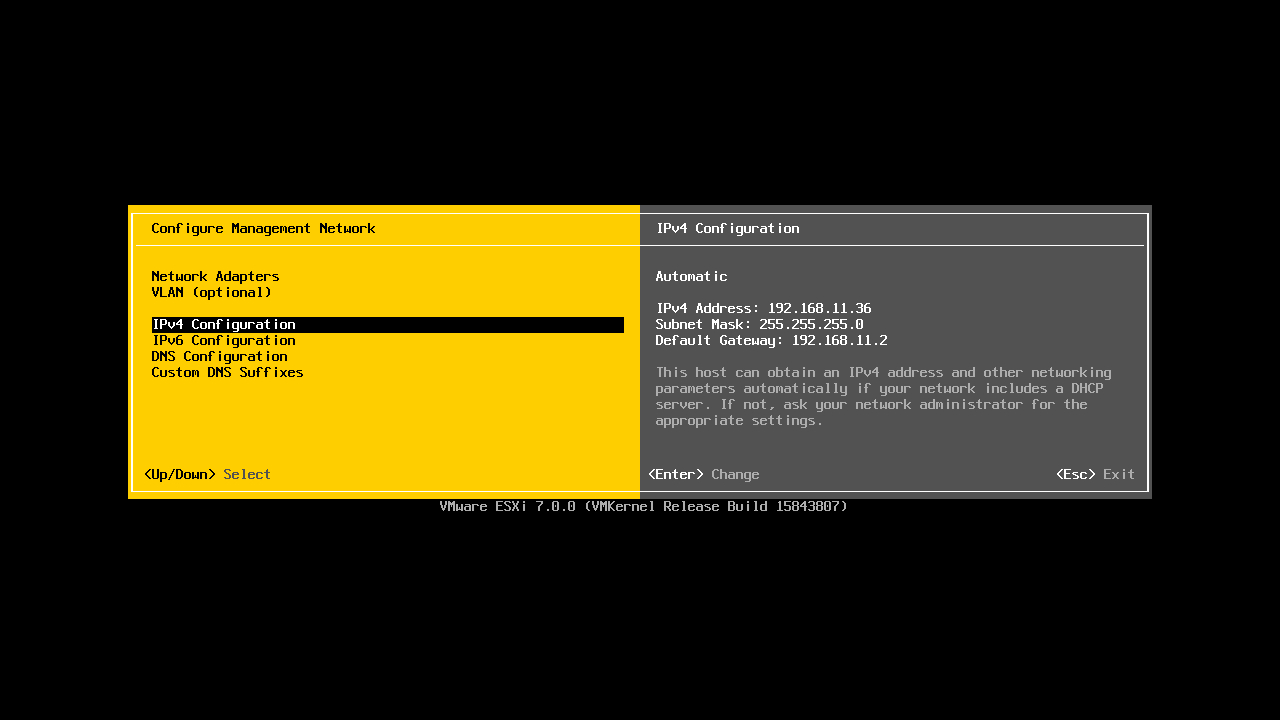 Configure Management Network
Network Adapters
VLAN (optional)
IPv4 Configuration
IPv6 Configuration
DNS Configuration
Custom DNS Suffixes
<Up/Down> Select
IPv4 Configuration
Automatic
IPv4 Address: 192.168.11.36
Subnet Mask: 255.255.255.0
Default Gateway: 192.168.11.2
This host can obtain an IPv4 address and other networking
parameters automatically if your network includes a DHCP
server. If not, ask your network administrator for the
appropriate settings.
<Enter> Change
<Esc> Exit
VMware ESXi 7.0.0 (VMKernel Release Build 15843807)